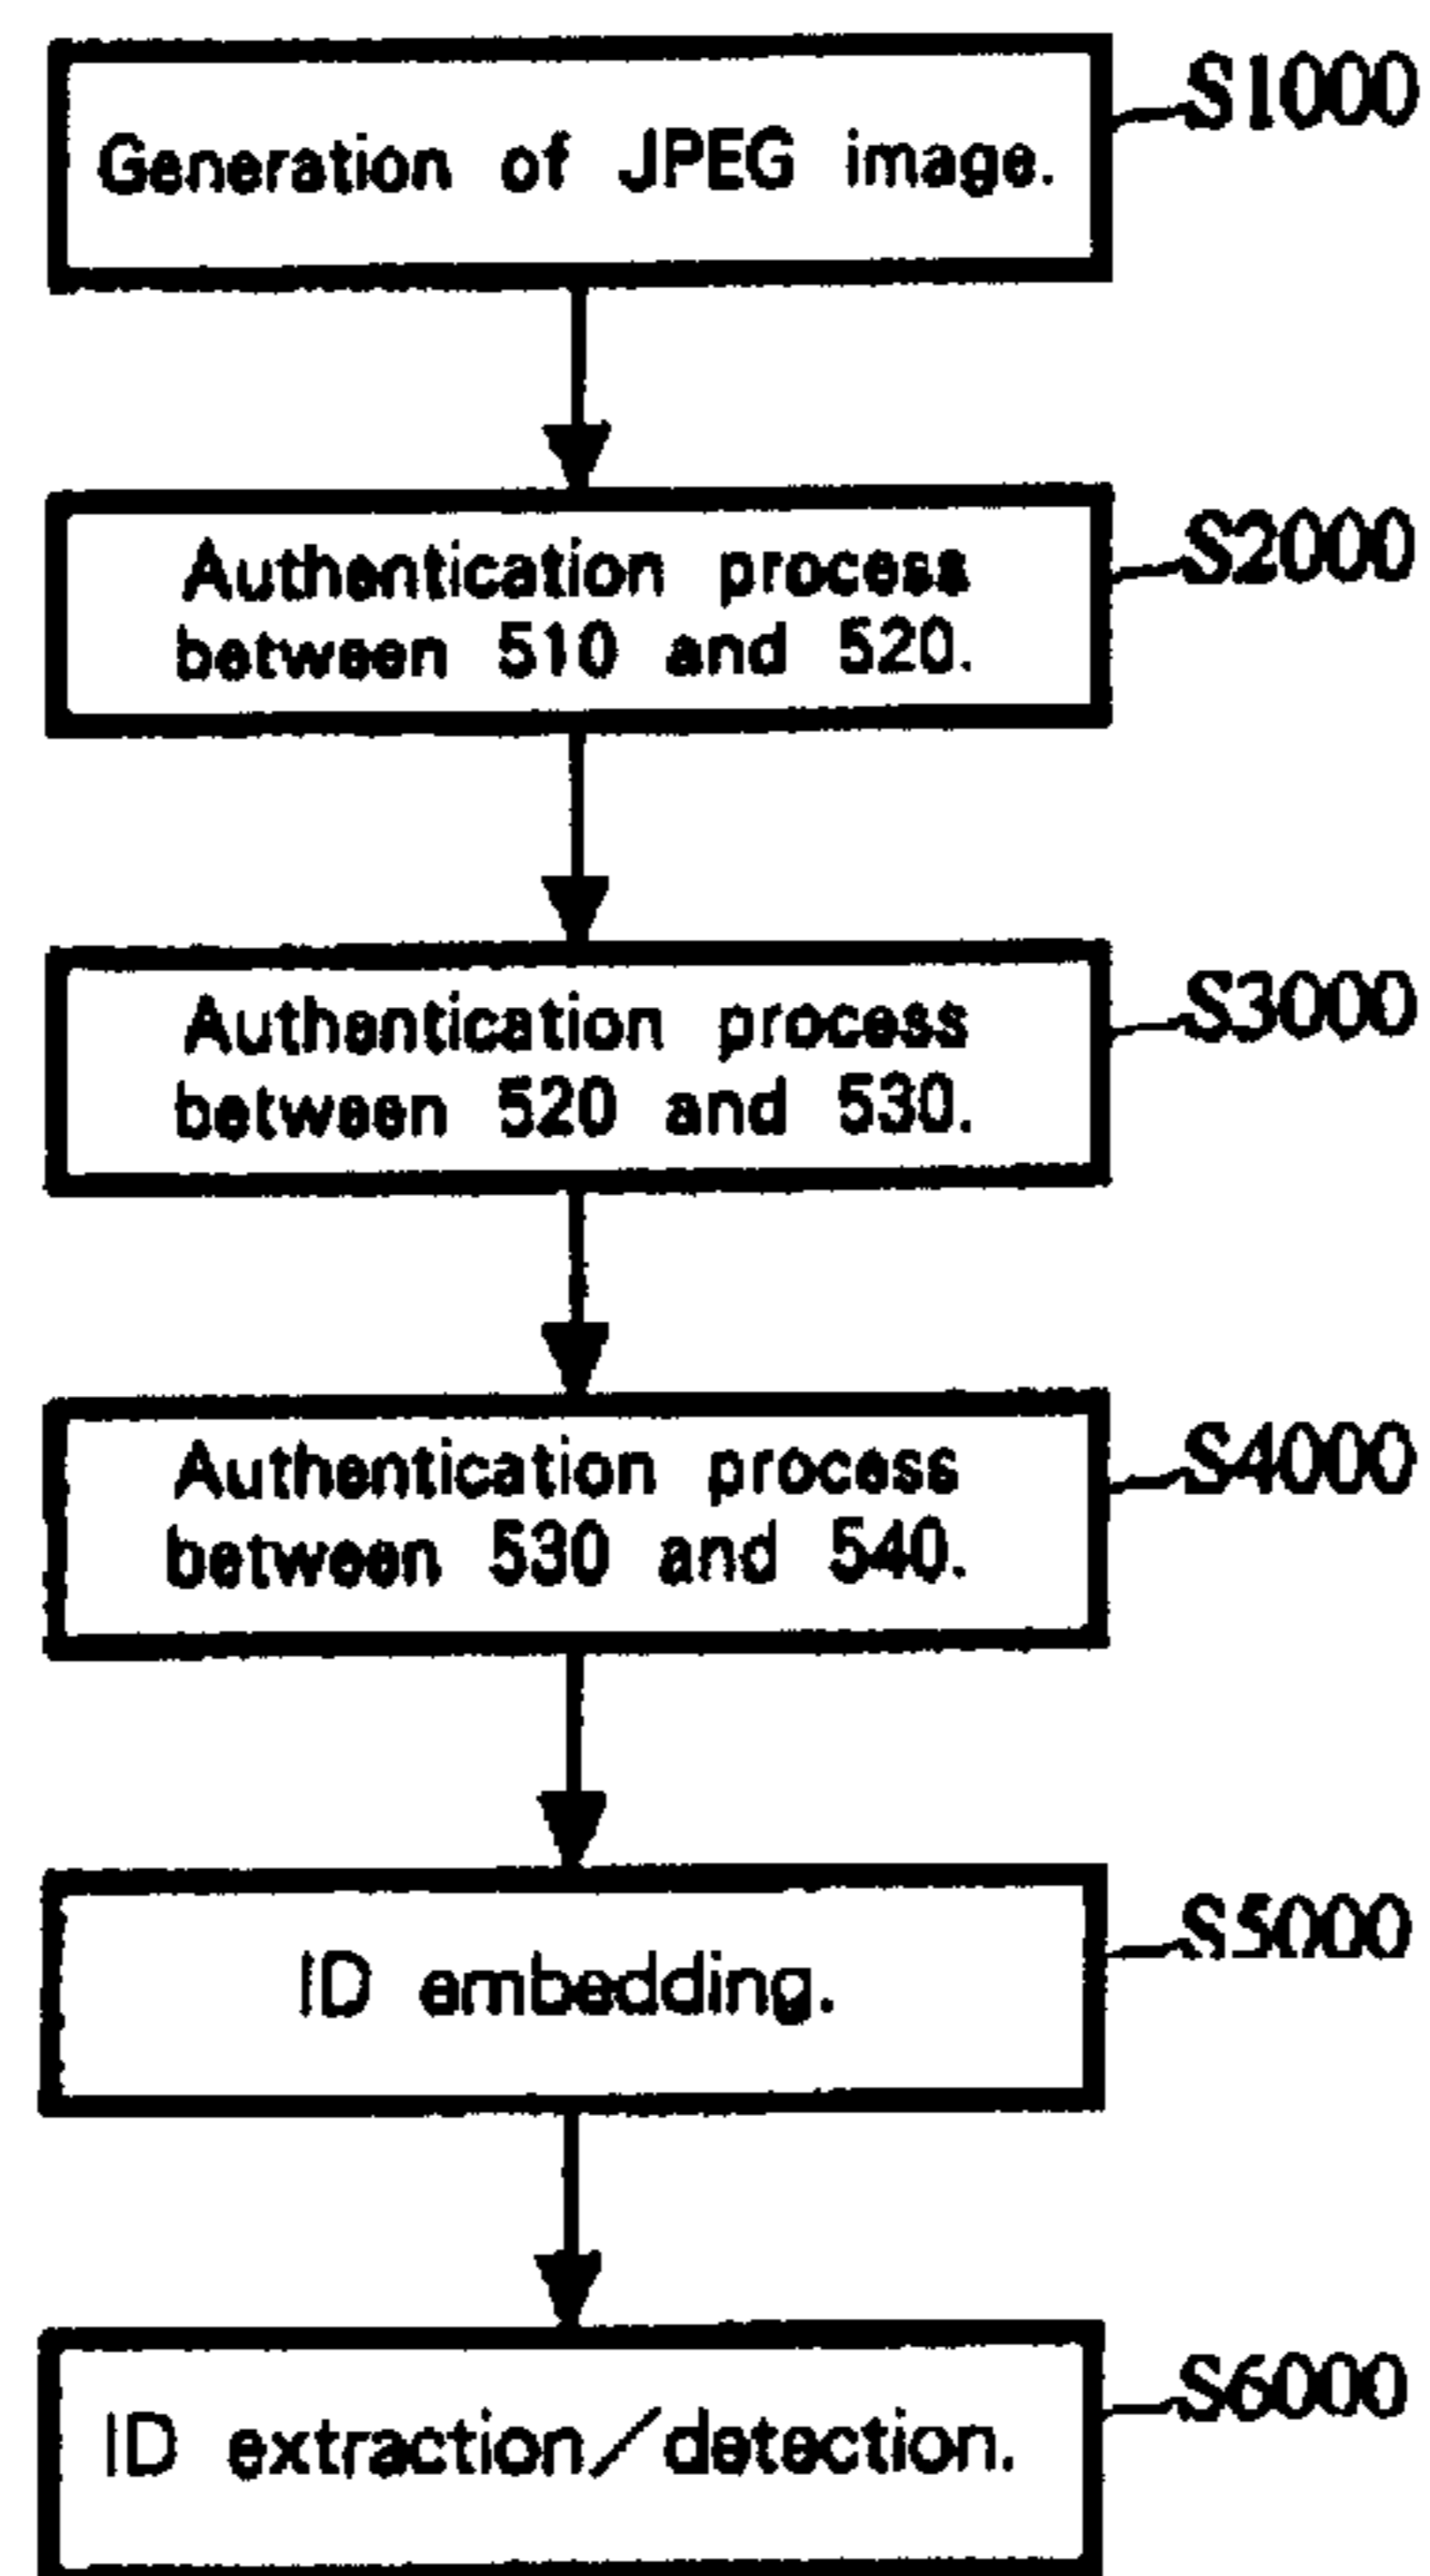 Generation of JPEG image.
S1000
Authentication process
between 510 and 520.
S2000
Authentication process
between 520 and 530.
S3000
Authentication process
between 530 and 540.
S4000
ID embedding.
S5000
ID extraction/detection.
S6000